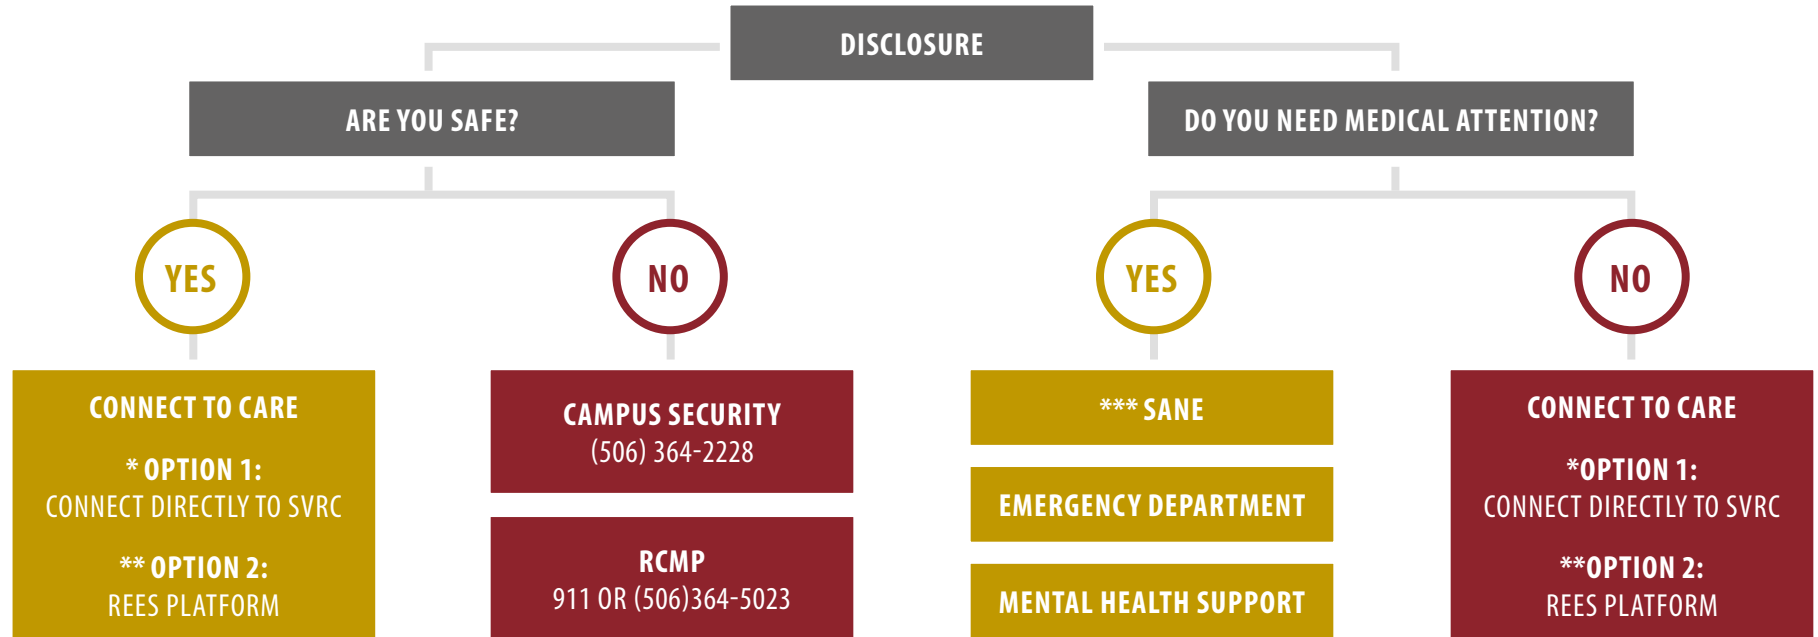 DISCLOSURE
ARE YOU SAFE?
DO YOU NEED MEDICAL ATTENTION?
YES
NO
YES
NO
CONNECT TO CARE
* OPTION 1:
CONNECT DIRECTLY TO SVRC
** OPTION 2:
REES PLATFORM
CAMPUS SECURITY
(506) 364-2228
RCMP
911 OR (506)364-5023
*** SANE
EMERGENCY DEPARTMENT
MENTAL HEALTH SUPPORT
CONNECT TO CARE
*OPTION 1:
CONNECT DIRECTLY TO SVRC
**OPTION 2:
REES PLATFORM